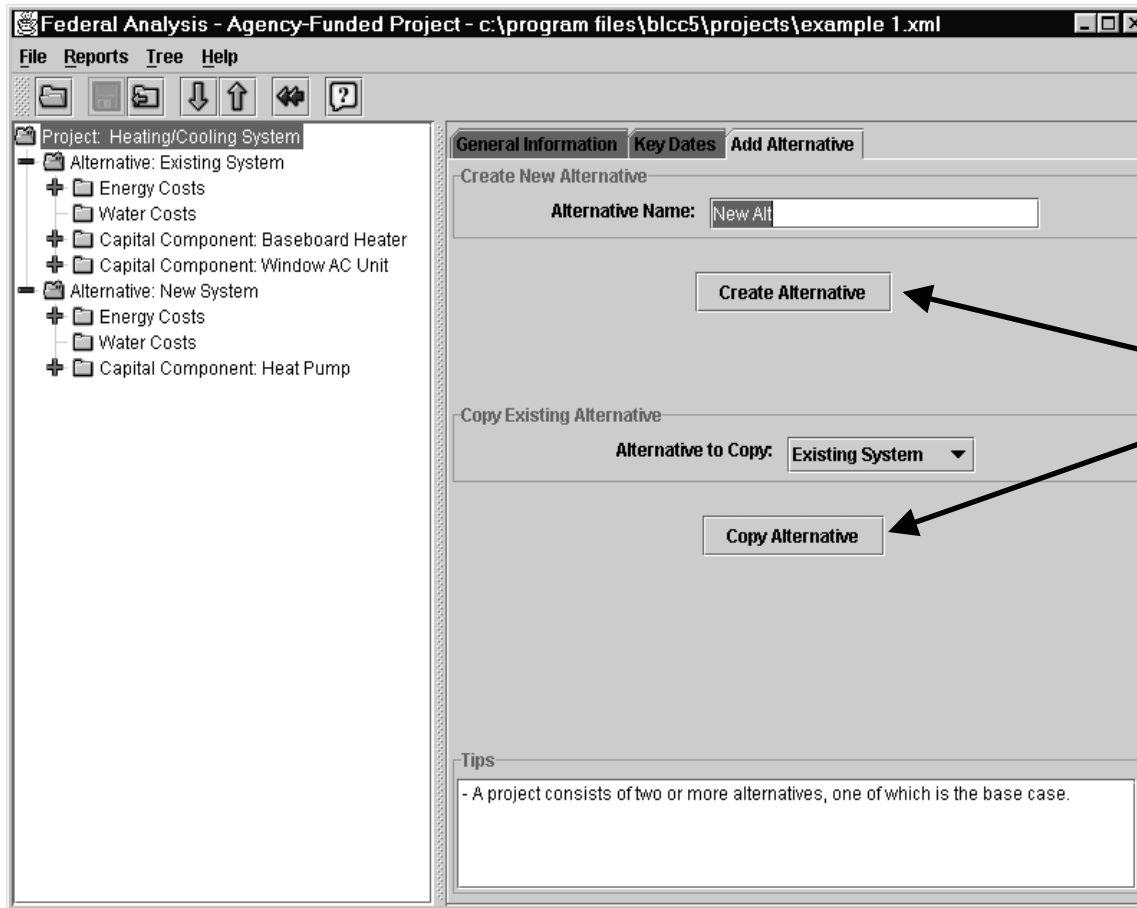 Federal Analysis - Agency-Funded Project - c:\program files\blcc5\projects\example 1.xml
File Reports Tree Help
Project: Heating/Cooling System
Alternative: Existing System
Energy Costs
Water Costs
Capital Component: Baseboard Heater
Capital Component: Window AC Unit
Alternative: New System
Energy Costs
Water Costs
Capital Component: Heat Pump
General Information Key Dates Add Alternative
Create New Alternative
Alternative Name: New Alt
Create Alternative
Copy Existing Alternative
Alternative to Copy: Existing System
Copy Alternative
Tips
- A project consists of two or more alternatives, one of which is the base case.